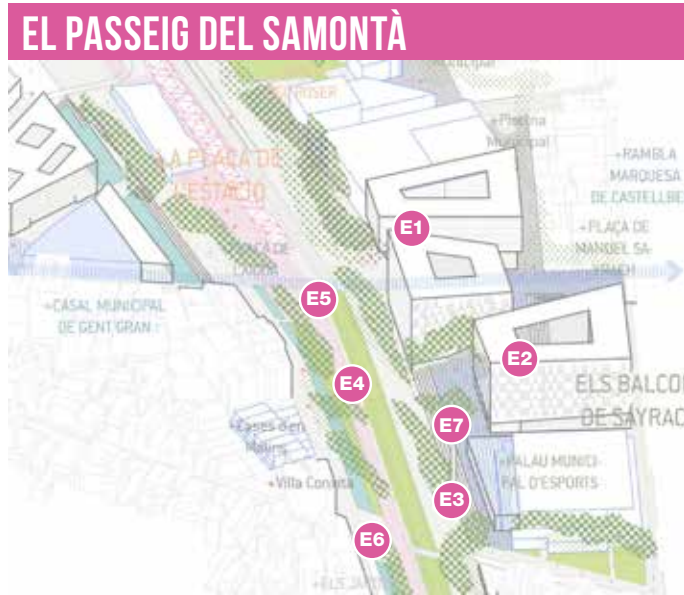 EL PASSEIG DEL SAMONTÀ
Municipal
+Piscina
Municipal
+RAMBLA
MARQUESA
DE CASTELLBE
LA PLAÇA DE
L'ESTACIÓ
E1
+PLAÇA DE
MANUEL SA-
+CASAL MUNICIPAL
DE GENT GRAN
E5
E2
E4
ELS BALCO
DE SAYRAC
E7
+Cases d'en
+Villa Conxita
+PALAU MUNICI-
PAL D'ESPORTS
E3
E6